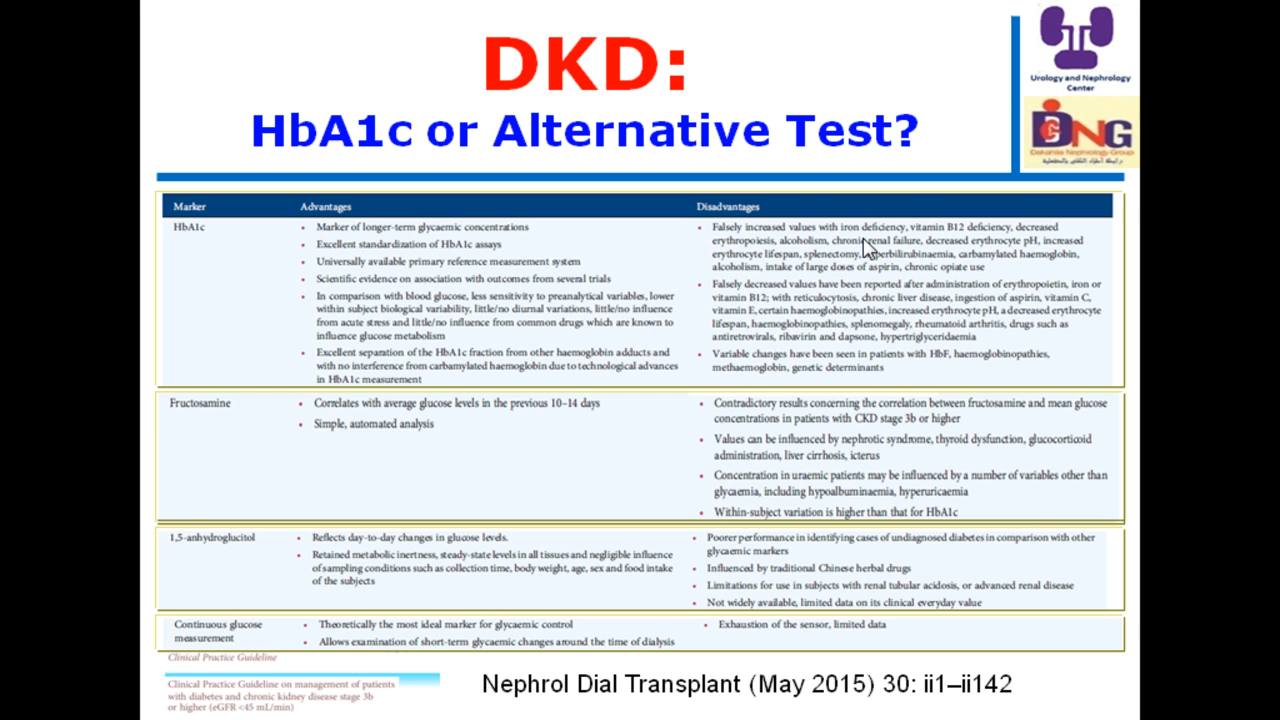 DKD:
HbA1c or Alternative Test?
Urology and Nephrology
Center
DNG
Dakahlia Nephrology Group
Marker Advantages Disadvantages
HbA1c
• Marker of longer-term glycaemic concentrations
• Excellent standardization of HbA1c assays
• Universally available primary reference measurement system
• Scientific evidence on association with outcomes from several trials
• In comparison with blood glucose, less sensitivity to preanalytical variables, lower
within subject biological variability, little/no diurnal variations, little/no influence
from acute stress and little/no influence from common drugs which are known to
influence glucose metabolism
• Excellent separation of the HbA1c fraction from other haemoglobin adducts and
with no interference from carbamylated haemoglobin due to technological advances
in HbA1c measurement
• Falsely increased values with iron deficiency, vitamin B12 deficiency, decreased
erythropoiesis, alcoholism, chronic renal failure, decreased erythrocyte pH, increased
erythrocyte lifespan, splenectomy, hyperbilirubinaemia, carbamylated haemoglobin,
alcoholism, intake of large doses of aspirin, chronic opiate use
• Falsely decreased values have been reported after administration of erythropoietin, iron or
vitamin B12; with reticulocytosis, chronic liver disease, ingestion of aspirin, vitamin C,
vitamin E, certain haemoglobinopathies, increased erythrocyte pH, a decreased erythrocyte
lifespan, haemoglobinopathies, splenomegaly, rheumatoid arthritis, drugs such as
antiretrovirals, ribavirin and dapsone, hypertriglyceridaemia
• Variable changes have been seen in patients with HbF, haemoglobinopathies,
methaemoglobin, genetic determinants
Fructosamine
• Correlates with average glucose levels in the previous 10–14 days
• Simple, automated analysis
• Contradictory results concerning the correlation between fructosamine and mean glucose
concentrations in patients with CKD stage 3b or higher
• Values can be influenced by nephrotic syndrome, thyroid dysfunction, glucocorticoid
administration, liver cirrhosis, icterus
• Concentration in uraemic patients may be influenced by a number of variables other than
glycaemia, including hypoalbuminaemia, hyperuricaemia
• Within-subject variation is higher than that for HbA1c
1,5-anhydroglucitol
• Reflects day-to-day changes in glucose levels.
• Retained metabolic inertness, steady-state levels in all tissues and negligible influence
of sampling conditions such as collection time, body weight, age, sex and food intake
of the subjects
• Poorer performance in identifying cases of undiagnosed diabetes in comparison with other
glycaemic markers
• Influenced by traditional Chinese herbal drugs
• Limitations for use in subjects with renal tubular acidosis, or advanced renal disease
• Not widely available, limited data on its clinical everyday value
Continuous glucose
measurement
• Theoretically the most ideal marker for glycaemic control
• Allows examination of short-term glycaemic changes around the time of dialysis
• Exhaustion of the sensor, limited data
Clinical Practice Guideline
Clinical Practice Guideline on management of patients
with diabetes and chronic kidney disease stage 3b
or higher (eGFR <45 mL/min)
Nephrol Dial Transplant (May 2015) 30: ii1–ii142